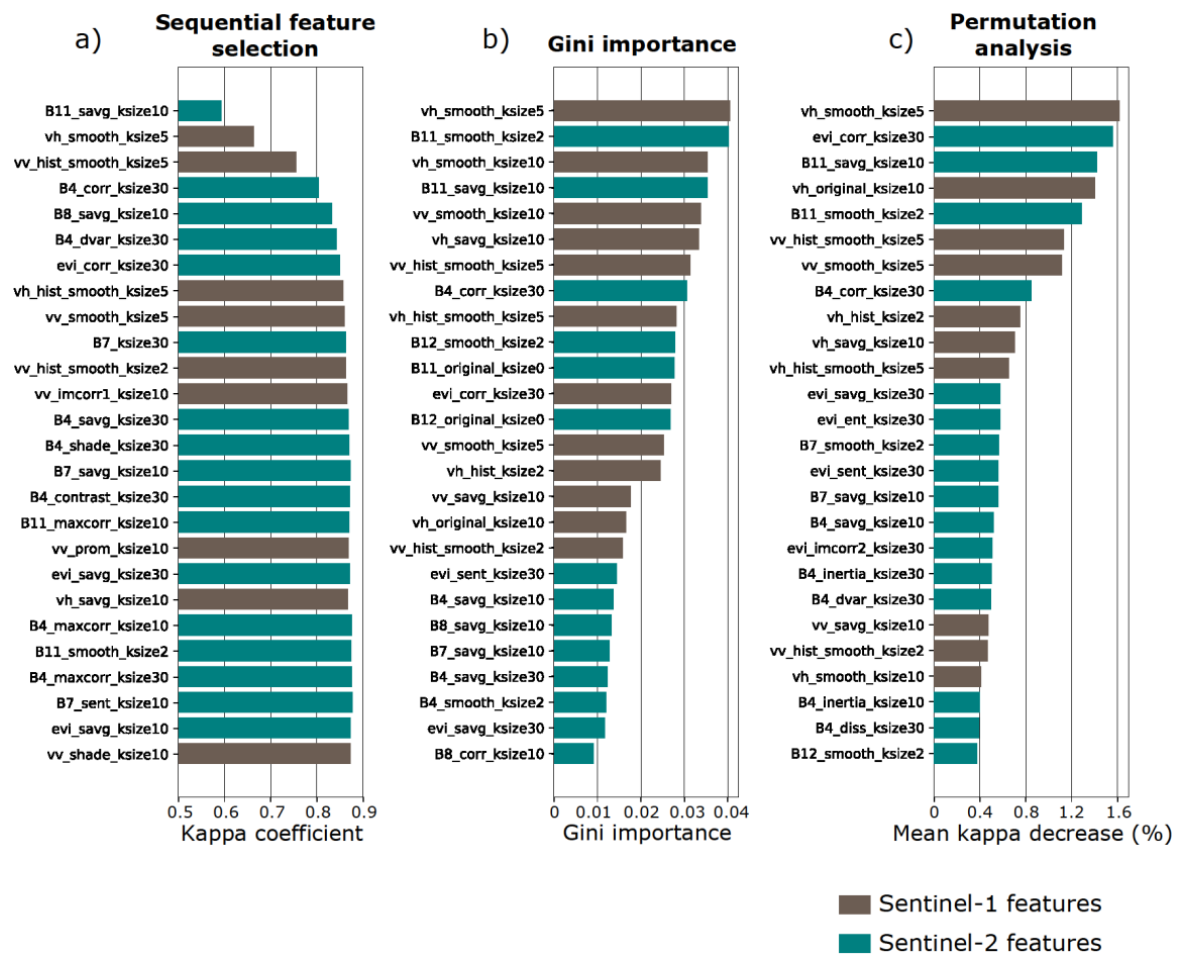 a)
Sequential feature
selection
B11_savg_ksize10
vh_smooth_ksize5
vv_hist_smooth_ksize5
B4_corr_ksize30
B8_savg_ksize10
B4_dvar_ksize30
evi_corr_ksize30
vh_hist_smooth_ksize5
vv_smooth_ksize5
B7_ksize30
vv_hist_smooth_ksize2
vv_imcorr1_ksize10
B4_savg_ksize30
B4_shade_ksize30
B7_savg_ksize10
B4_contrast_ksize30
B11_maxcorr_ksize10
vv_prom_ksize10
evi_savg_ksize30
vh_savg_ksize10
B4_maxcorr_ksize10
B11_smooth_ksize2
B4_maxcorr_ksize30
B7_sent_ksize10
evi_savg_ksize10
vv_shade_ksize10
0.5 0.6 0.7 0.8 0.9
Kappa coefficient
b)
Gini importance
vh_smooth_ksize5
B11_smooth_ksize2
vh_smooth_ksize10
B11_savg_ksize10
vv_smooth_ksize10
vh_savg_ksize10
vv_hist_smooth_ksize5
B4_corr_ksize30
vh_hist_smooth_ksize5
B12_smooth_ksize2
B11_original_ksize0
evi_corr_ksize30
B12_original_ksize0
vv_smooth_ksize5
vh_hist_ksize2
vv_savg_ksize10
vh_original_ksize10
vv_hist_smooth_ksize2
evi_sent_ksize30
B4_savg_ksize10
B8_savg_ksize10
B7_savg_ksize10
B4_savg_ksize30
B4_smooth_ksize2
evi_savg_ksize30
B8_corr_ksize10
0 0.01 0.02 0.03 0.04
Gini importance
c)
Permutation
analysis
vh_smooth_ksize5
evi_corr_ksize30
B11_savg_ksize10
vh_original_ksize10
B11_smooth_ksize2
vv_hist_smooth_ksize5
vv_smooth_ksize5
B4_corr_ksize30
vh_hist_ksize2
vh_savg_ksize10
vh_hist_smooth_ksize5
evi_savg_ksize30
evi_ent_ksize30
B7_smooth_ksize2
evi_sent_ksize30
B7_savg_ksize10
B4_savg_ksize10
evi_imcorr2_ksize30
B4_inertia_ksize30
B4_dvar_ksize30
vv_savg_ksize10
vv_hist_smooth_ksize2
vh_smooth_ksize10
B4_inertia_ksize10
B4_diss_ksize30
B12_smooth_ksize2
0 0.4 0.8 1.2 1.6
Mean kappa decrease (%)
Sentinel-1 features
Sentinel-2 features